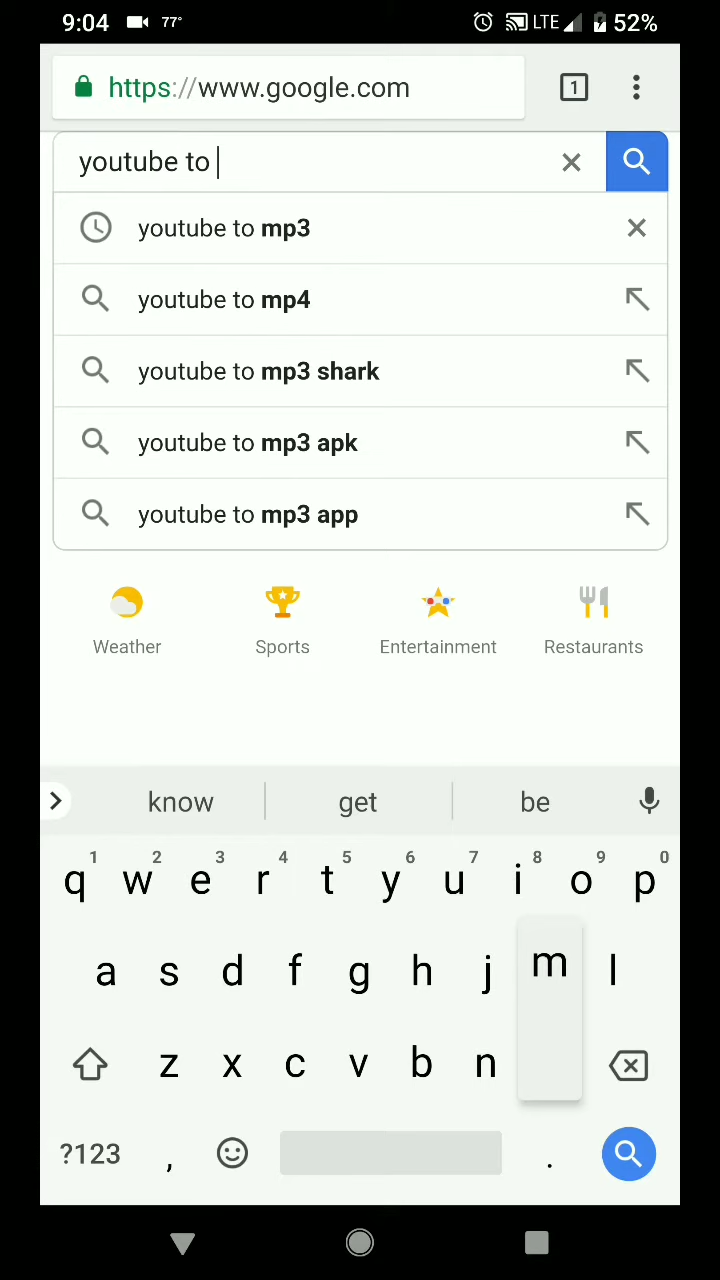 9:04 77° LTE 52%
https://www.google.com 1
youtube to
youtube to mp3
youtube to mp4
youtube to mp3 shark
youtube to mp3 apk
youtube to mp3 app
Weather Sports Entertainment Restaurants
know get be
1 2 3 4 5 6 7 8 9 0
q w e r t y u i o p
a s d f g h j m l
z x c v b n
?123 , .